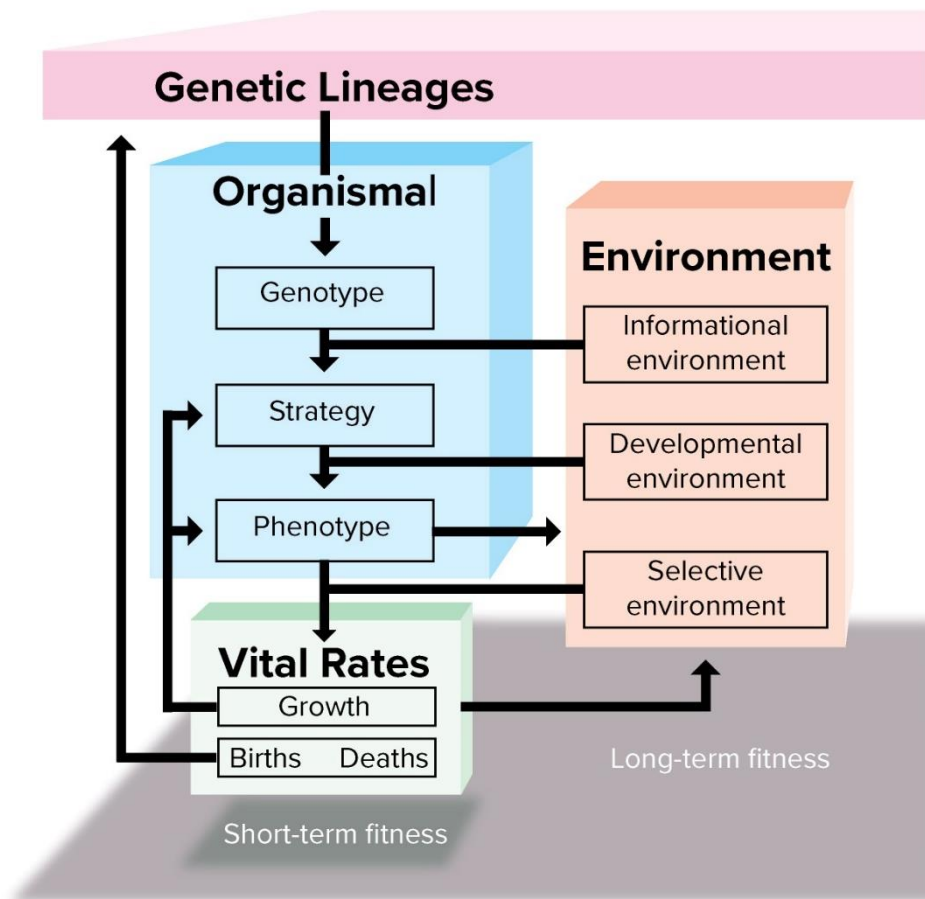 Genetic Lineages
Organismal
Genotype
Strategy
Phenotype
Environment
Informational
environment
Developmental
environment
Selective
environment
Vital Rates
Growth
Births Deaths
Short-term fitness
Long-term fitness